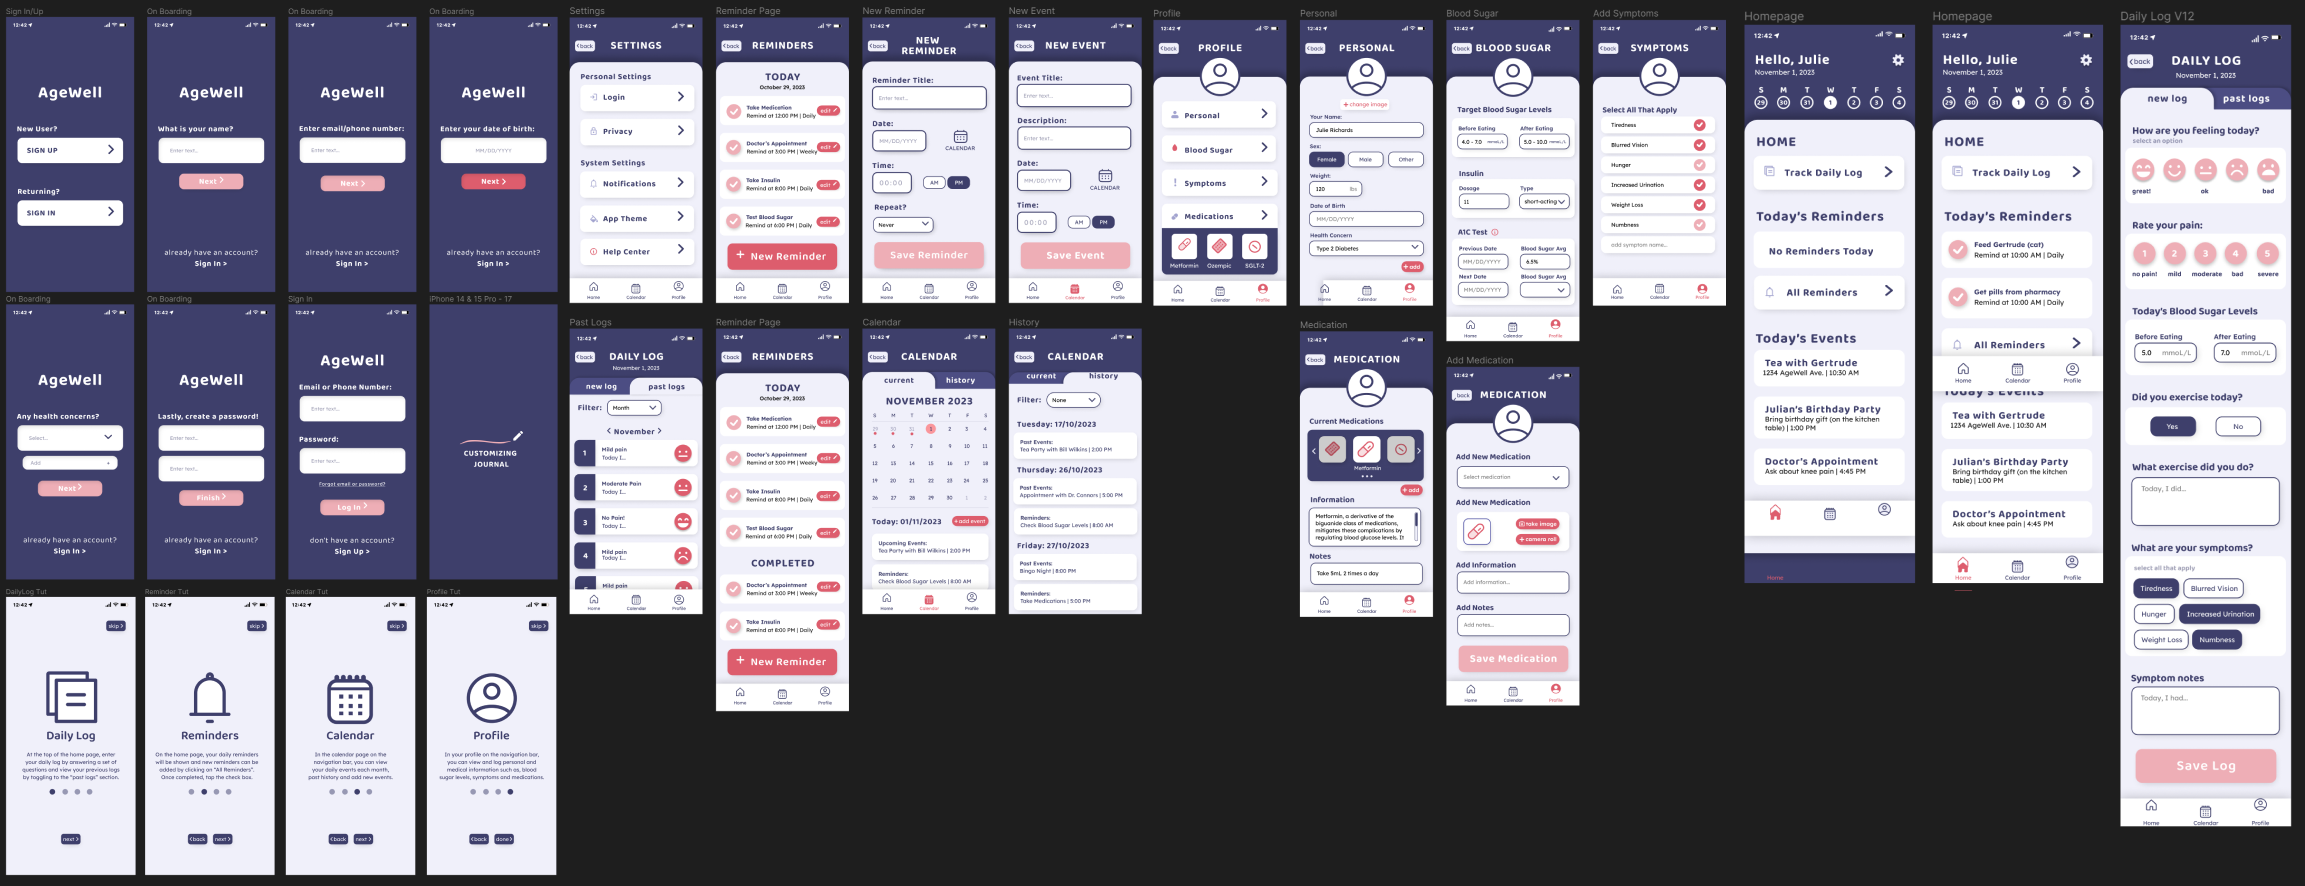 Sign In/Up
12:42
AgeWell
New User?
SIGN UP
Returning?
SIGN IN
already have an account?
Sign In >
On Boarding
12:42
AgeWell
What is your name?
Enter text...
Next >
already have an account?
Sign In >
On Boarding
12:42
AgeWell
Enter email/phone number:
Enter text...
Next >
already have an account?
Sign In >
On Boarding
12:42
AgeWell
Enter your date of birth:
MM/DD/YYYY
Next >
already have an account?
Sign In >
Settings
12:42
<back
SETTINGS
Personal Settings
Login
Privacy
System Settings
Notifications
App Theme
Help Center
Home
Calendar
Profile
Reminder Page
12:42
REMINDERS
TODAY
October 29, 2023
Take Medication
Remind at 12:00 PM | Daily
edit
Doctor's Appointment
Remind at 3:00 PM | Weekly
edit
Take Insulin
Remind at 8:00 PM | Daily
edit
Test Blood Sugar
Remind at 6:00 PM | Daily
edit
+ New Reminder
Home
Calendar
Profile
New Reminder
12:42
<back
NEW
REMINDER
Reminder Title:
Enter text...
Date:
MM/DD/YYYY
CALENDAR
Time:
00:00
AM
PM
Repeat?
Never
Save Reminder
Home
Calendar
Profile
New Event
12:42
<back
NEW EVENT
Event Title:
Enter text...
Description:
Enter text...
Date:
MM/DD/YYYY
CALENDAR
Time:
00:00
AM
PM
Save Event
Home
Calendar
Profile
Profile
12:42
<back
PROFILE
Personal
Blood Sugar
Symptoms
Medications
Metformin
Ozempic
SGLT-2
Home
Calendar
Profile
Personal
12:42
<back
PERSONAL
+ change image
Your Name:
Julie Richards
Sex:
Female
Male
Other
Weight:
120
lbs
Date of Birth
MM/DD/YYYY
Health Concern
Type 2 Diabetes
+ add
Home
Calendar
Profile
Blood Sugar
12:42
<back
BLOOD SUGAR
Target Blood Sugar Levels
Before Eating
After Eating
4.0 - 7.0 mmoL/L
5.0 - 10.0 mmoL/L
Insulin
Dosage
Type
11
short-acting
A1C Test
Previous Date
Blood Sugar Avg
MM/DD/YYYY
6.5%
Next Date
Blood Sugar Avg
MM/DD/YYYY
Home
Calendar
Profile
Add Symptoms
12:42
<back
SYMPTOMS
Select All That Apply
Tiredness
Blurred Vision
Hunger
Increased Urination
Weight Loss
Numbness
add symptom name...
Home
Calendar
Profile
Homepage
12:42
Hello, Julie
November 1, 2023
S M T W T F S
29 30 31 1 2 3 4
HOME
Track Daily Log
Today's Reminders
No Reminders Today
All Reminders
Today's Events
Tea with Gertrude
1234 AgeWell Ave. | 10:30 AM
Julian's Birthday Party
Bring birthday gift (on the kitchen
table) | 1:00 PM
Doctor's Appointment
Ask about knee pain | 4:45 PM
Home
Homepage
12:42
Hello, Julie
November 1, 2023
S M T W T F S
29 30 31 1 2 3 4
HOME
Track Daily Log
Today's Reminders
Feed Gertrude (cat)
Remind at 10:00 AM | Daily
Get pills from pharmacy
Remind at 10:00 AM | Daily
All Reminders
Home
Calendar
Profile
Today's Events
Tea with Gertrude
1234 AgeWell Ave. | 10:30 AM
Julian's Birthday Party
Bring birthday gift (on the kitchen
table) | 1:00 PM
Doctor's Appointment
Ask about knee pain | 4:45 PM
Home
Calendar
Profile
Daily Log V12
12:42
<back
DAILY LOG
November 1, 2023
new log
past logs
How are you feeling today?
select an option
great!
ok
bad
Rate your pain:
1 2 3 4 5
no pain!
mild
moderate
bad
severe
Today's Blood Sugar Levels
Before Eating
After Eating
5.0 mmoL/L
7.0 mmoL/L
Did you exercise today?
Yes
No
What exercise did you do?
Today, I did...
What are your symptoms?
select all that apply
Tiredness
Blurred Vision
Hunger
Increased Urination
Weight Loss
Numbness
Symptom notes
Today, I had...
Save Log
Home
Calendar
Profile
On Boarding
12:42
AgeWell
Any health concerns?
Select...
Add
+
Next >
already have an account?
Sign In >
On Boarding
12:42
AgeWell
Lastly, create a password!
Enter text...
Enter text...
Finish >
already have an account?
Sign In >
Sign In
12:42
AgeWell
Email or Phone Number:
Enter text...
Password:
Enter text...
Forgot email or password?
Log In >
don't have an account?
Sign Up >
iPhone 14 & 15 Pro - 17
12:42
CUSTOMIZING
JOURNAL
Past Logs
12:42
<back
DAILY LOG
November 1, 2023
new log
past logs
Filter:
Month
< November >
1
Mild pain
Today I...
2
Moderate Pain
Today I...
3
No Pain!
Today I...
4
Mild pain
Today I...
Mild pain
Home
Calendar
Profile
Reminder Page
12:42
<back
REMINDERS
TODAY
October 29, 2023
Take Medication
Remind at 12:00 PM | Daily
edit
Doctor's Appointment
Remind at 3:00 PM | Weekly
edit
Take Insulin
Remind at 8:00 PM | Daily
edit
Test Blood Sugar
Remind at 6:00 PM | Daily
edit
COMPLETED
Doctor's Appointment
Remind at 3:00 PM | Weekly
edit
Take Insulin
Remind at 8:00 PM | Daily
edit
+ New Reminder
Home
Calendar
Profile
Calendar
12:42
<back
CALENDAR
current
history
NOVEMBER 2023
S M T W T F S
29 30 31 1 2 3 4
5 6 7 8 9 10 11
12 13 14 15 16 17 18
19 20 21 22 23 24 25
26 27 28 29 30 1 2
Today: 01/11/2023
+ add event
Upcoming Events:
Tea Party with Bill Wilkins | 2:00 PM
Reminders:
Check Blood Sugar Levels | 8:00 AM
Home
Calendar
Profile
History
12:42
<back
CALENDAR
current
history
Filter:
None
Tuesday: 17/10/2023
Past Events:
Tea Party with Bill Wilkins | 2:00 PM
Thursday: 26/10/2023
Past Events:
Appointment with Dr. Connors | 5:00 PM
Reminders:
Check Blood Sugar Levels | 8:00 AM
Friday: 27/10/2023
Past Events:
Bingo Night | 8:00 PM
Reminders:
Take Medications | 5:00 PM
Medication
12:42
<back
MEDICATION
Current Medications
Metformin
+ add
Information
Metformin, a derivative of the
biguanide class of medications,
mitigates these complications by
regulating blood glucose levels. It
Notes
Take 5mL 2 times a day
Home
Calendar
Profile
Add Medication
12:42
back
MEDICATION
Add New Medication
Select medication
Add New Medication
take image
+ camera roll
Add Information
Add information...
Add Notes
Add notes...
Save Medication
Home
Calendar
Profile
DailyLog Tut
12:42
skip >
Daily Log
At the top of the home page, enter
your daily log by answering a set of
questions and view your previous logs
by toggling to the "past logs" section.
next >
Reminder Tut
12:42
skip >
Reminders
On the home page, your daily reminders
will be shown and new reminders can be
added by clicking on "All Reminders".
Once completed, tap the check box.
<back
next >
Calendar Tut
12:42
skip >
Calendar
In the calendar page on the
navigation bar, you can view
your daily events each month,
past history and add new events.
<back
next >
Profile Tut
12:42
skip >
Profile
In your profile on the navigation bar,
you can view and log personal and
medical information such as, blood
sugar levels, symptoms and medications.
<back
done >